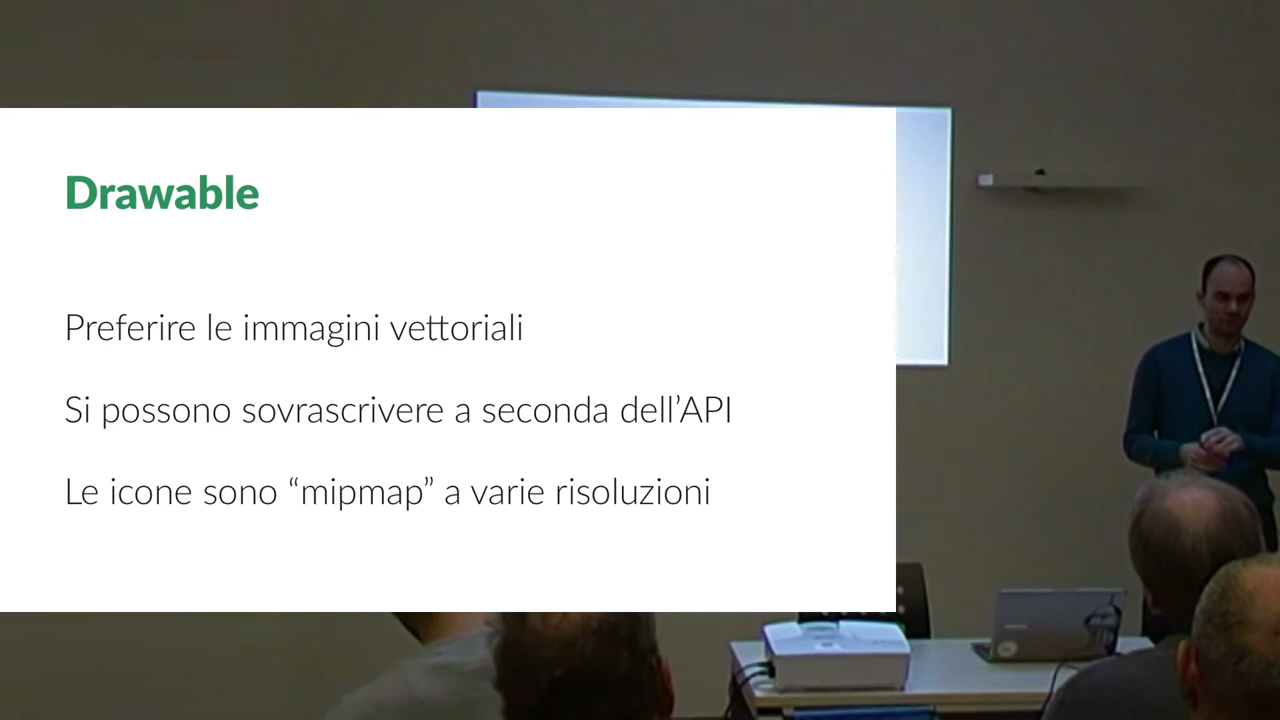 Drawable
Preferire le immagini vettoriali
Si possono sovrascrivere a seconda dell’API
Le icone sono “mipmap” a varie risoluzioni